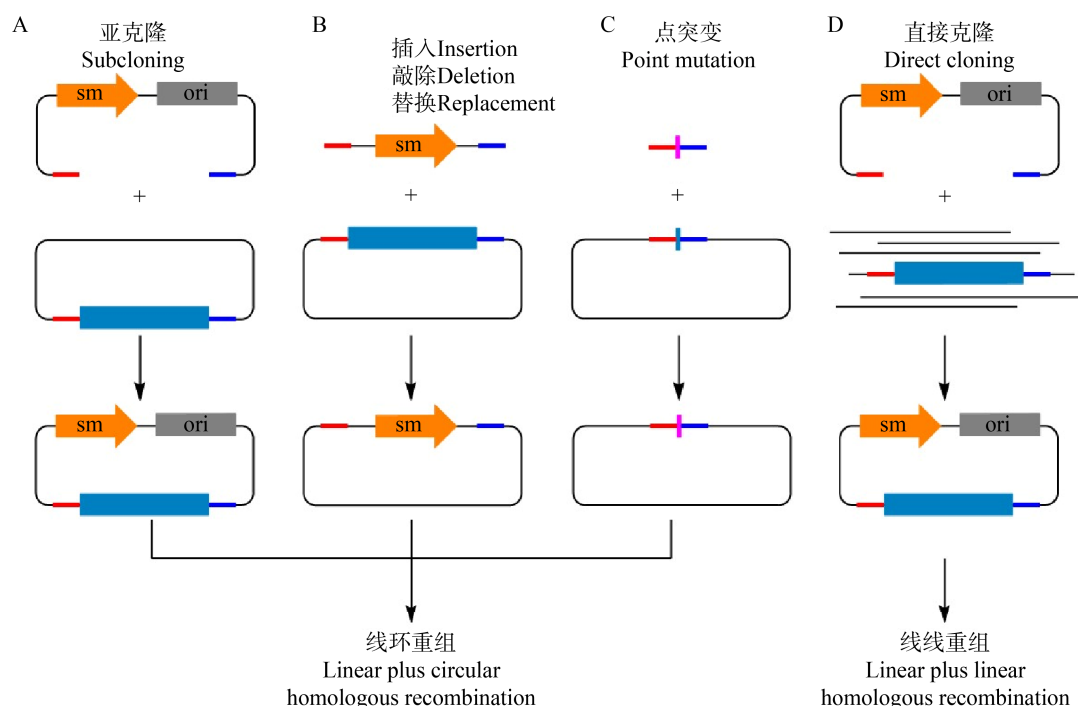 A
亚克隆
Subcloning
sm
ori
+
sm
ori
B
插入Insertion
敲除Deletion
替换Replacement
sm
+
sm
C
点突变
Point mutation
+
D
直接克隆
Direct cloning
sm
ori
+
sm
ori
线环重组
Linear plus circular
homologous recombination
线线重组
Linear plus linear
homologous recombination